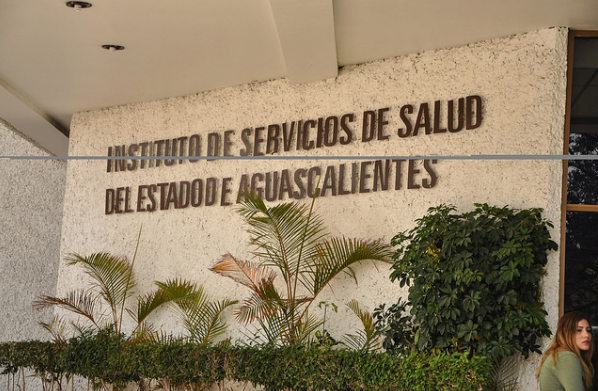 INSTITUTO DE SERVICIOS DE SALUD
DEL ESTADO DE AGUASCALIENTES